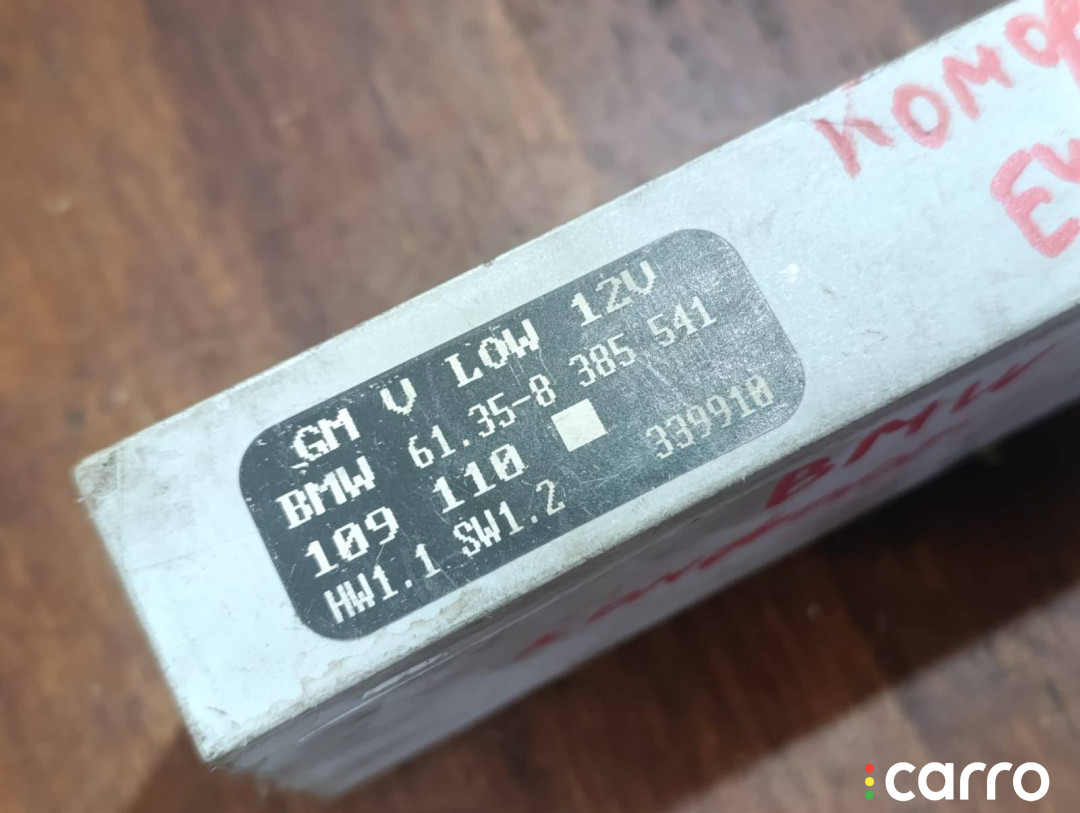 GM V LOW 12V
BMW 61.35-8 385 541
109 110
HW1.1 SW1.2 339910
BMW
carro